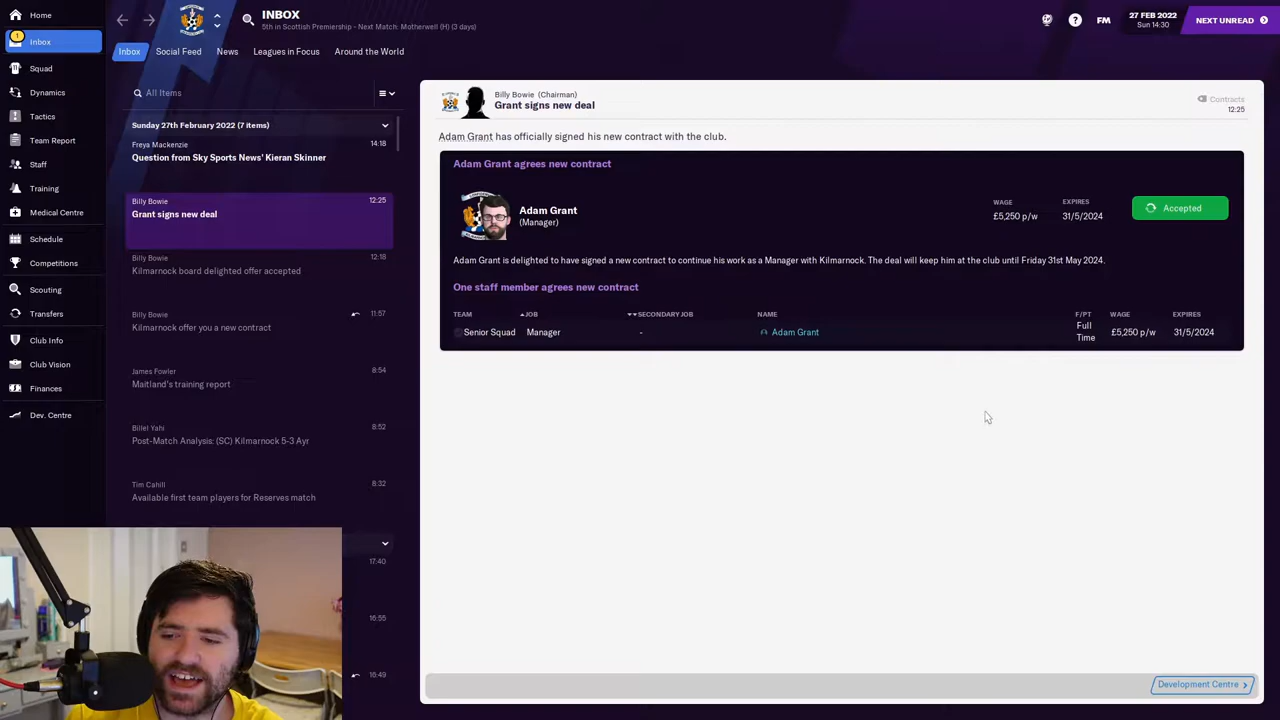 Home
Inbox
1
Squad
Dynamics
Tactics
Team Report
Staff
Training
Medical Centre
Schedule
Competitions
Scouting
Transfers
Club Info
Club Vision
Finances
Dev. Centre
INBOX
5th in Scottish Premiership - Next Match: Motherwell (H) (3 days)
FM
27 FEB 2022
Sun 14:30
NEXT UNREAD
Inbox
Social Feed
News
Leagues in Focus
Around the World
All Items
Sunday 27th February 2022 (7 items)
Freya Mackenzie 14:18
Question from Sky Sports News' Kieran Skinner
Billy Bowie 12:25
Grant signs new deal
Billy Bowie 12:18
Kilmarnock board delighted offer accepted
Billy Bowie 11:57
Kilmarnock offer you a new contract
James Fowler 8:54
Maitland's training report
Billel Yahi 8:52
Post-Match Analysis: (SC) Kilmarnock 5-3 Ayr
Tim Cahill 8:32
Available first team players for Reserves match
17:40
16:55
16:49
Billy Bowie (Chairman)
Grant signs new deal
Contracts
12:25
Adam Grant has officially signed his new contract with the club.
Adam Grant agrees new contract
Adam Grant
(Manager)
WAGE
£5,250 p/w
EXPIRES
31/5/2024
Accepted
Adam Grant is delighted to have signed a new contract to continue his work as a Manager with Kilmarnock. The deal will keep him at the club until Friday 31st May 2024.
One staff member agrees new contract
TEAM JOB SECONDARY JOB NAME F/PT WAGE EXPIRES
Senior Squad Manager - Adam Grant Full Time £5,250 p/w 31/5/2024
Development Centre